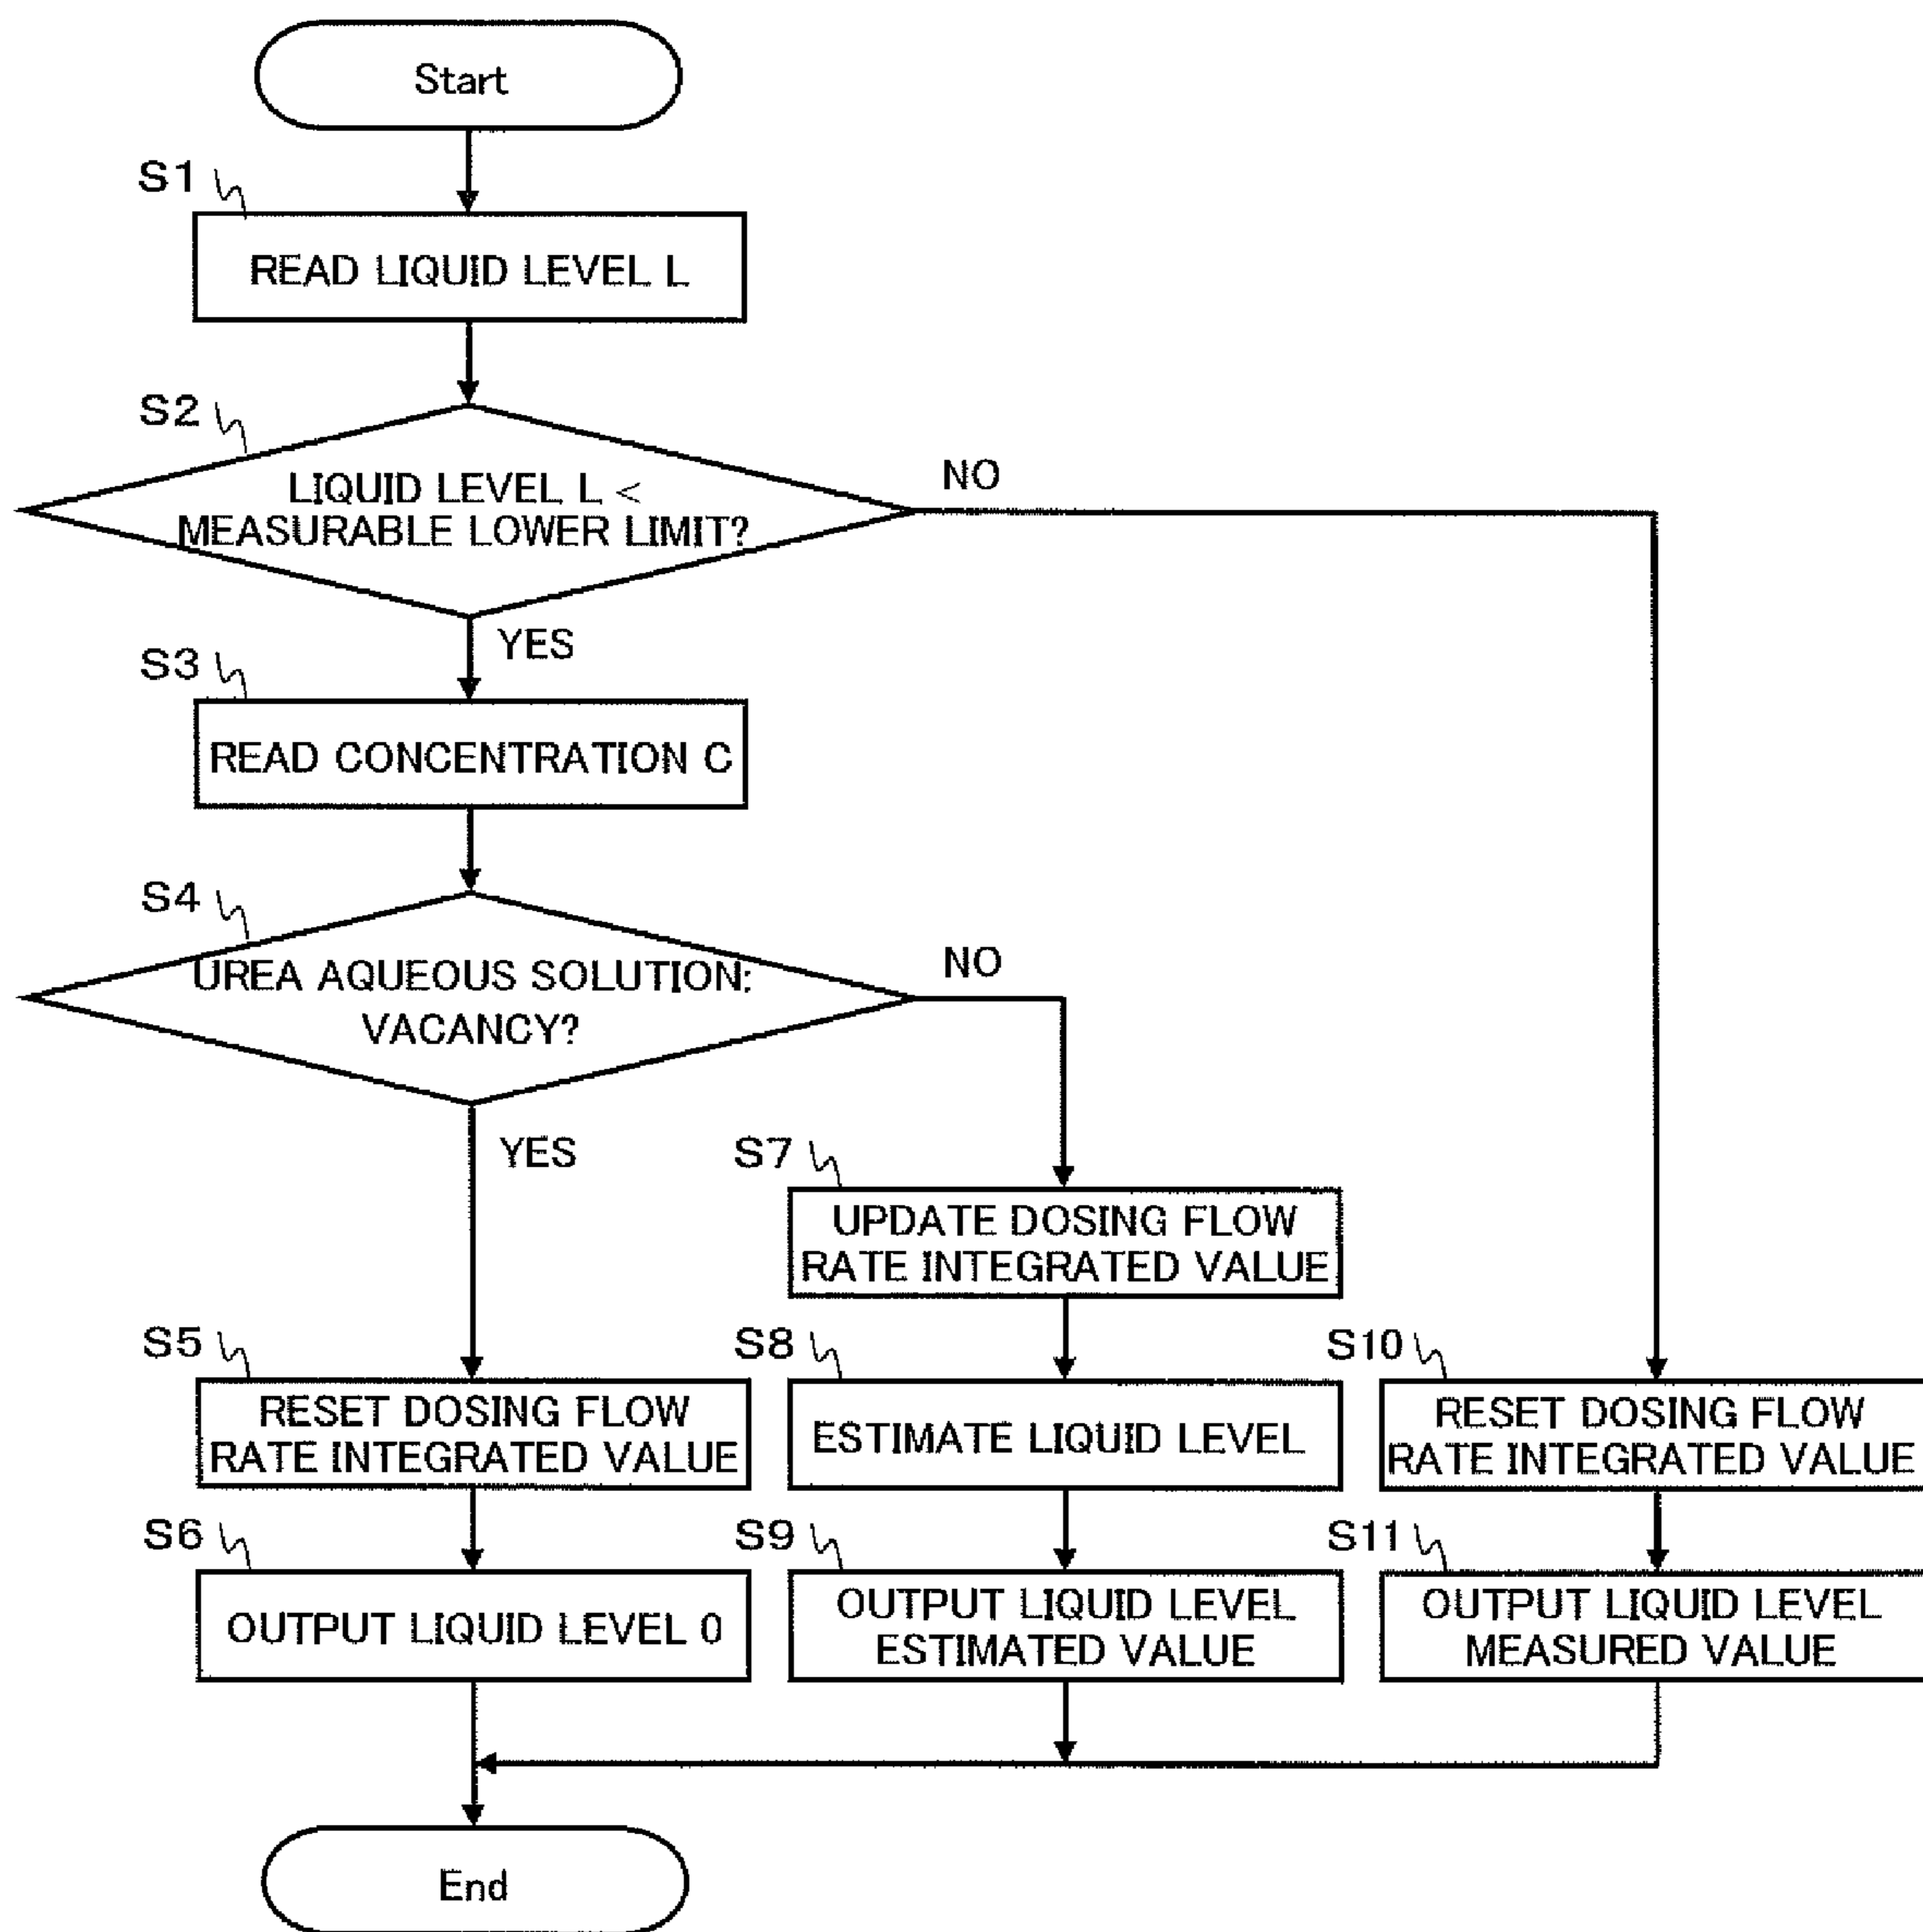 Start
S1
READ LIQUID LEVEL L
S2
LIQUID LEVEL L <
MEASURABLE LOWER LIMIT?
NO
YES
S3
READ CONCENTRATION C
S4
UREA AQUEOUS SOLUTION:
VACANCY?
NO
YES
S7
UPDATE DOSING FLOW
RATE INTEGRATED VALUE
S5
RESET DOSING FLOW
RATE INTEGRATED VALUE
S8
ESTIMATE LIQUID LEVEL
S10
RESET DOSING FLOW
RATE INTEGRATED VALUE
S6
OUTPUT LIQUID LEVEL 0
S9
OUTPUT LIQUID LEVEL
ESTIMATED VALUE
S11
OUTPUT LIQUID LEVEL
MEASURED VALUE
End